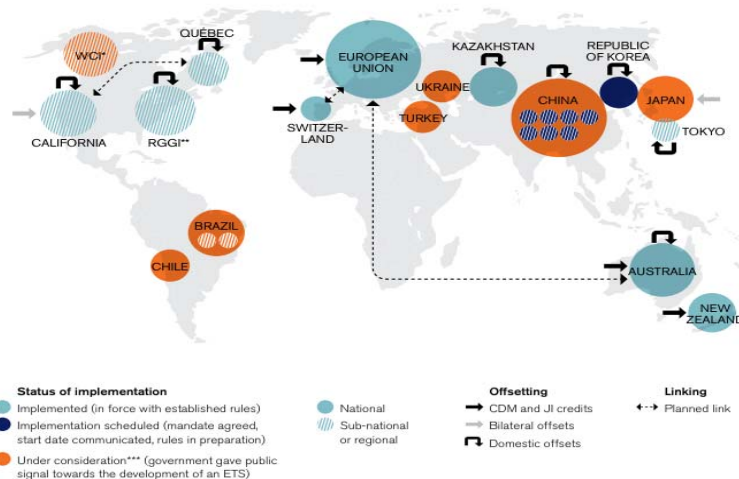 QUÉBEC
WCI*
CALIFORNIA
RGGI**
EUROPEAN
UNION
SWITZER-
LAND
UKRAINE
TURKEY
KAZAKHSTAN
CHINA
REPUBLIC
OF KOREA
JAPAN
TOKYO
BRAZIL
CHILE
AUSTRALIA
NEW
ZEALAND
Status of implementation
Implemented (in force with established rules)
Implementation scheduled (mandate agreed,
start date communicated, rules in preparation)
Under consideration*** (government gave public
signal towards the development of an ETS)
National
Sub-national
or regional
Offsetting
CDM and JI credits
Bilateral offsets
Domestic offsets
Linking
Planned link